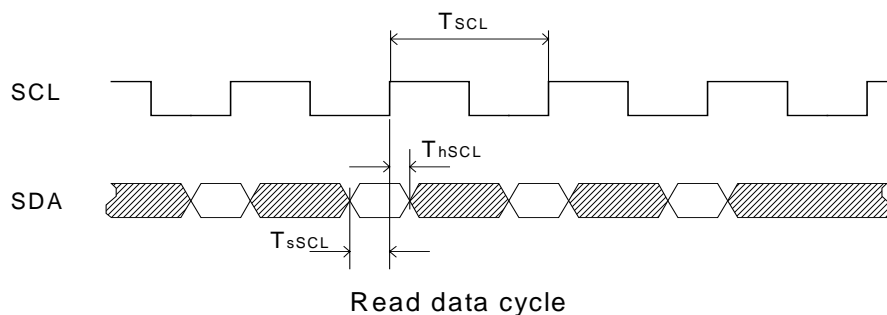 TSCL
SCL
ThSCL
SDA
TsSCL
Read data cycle